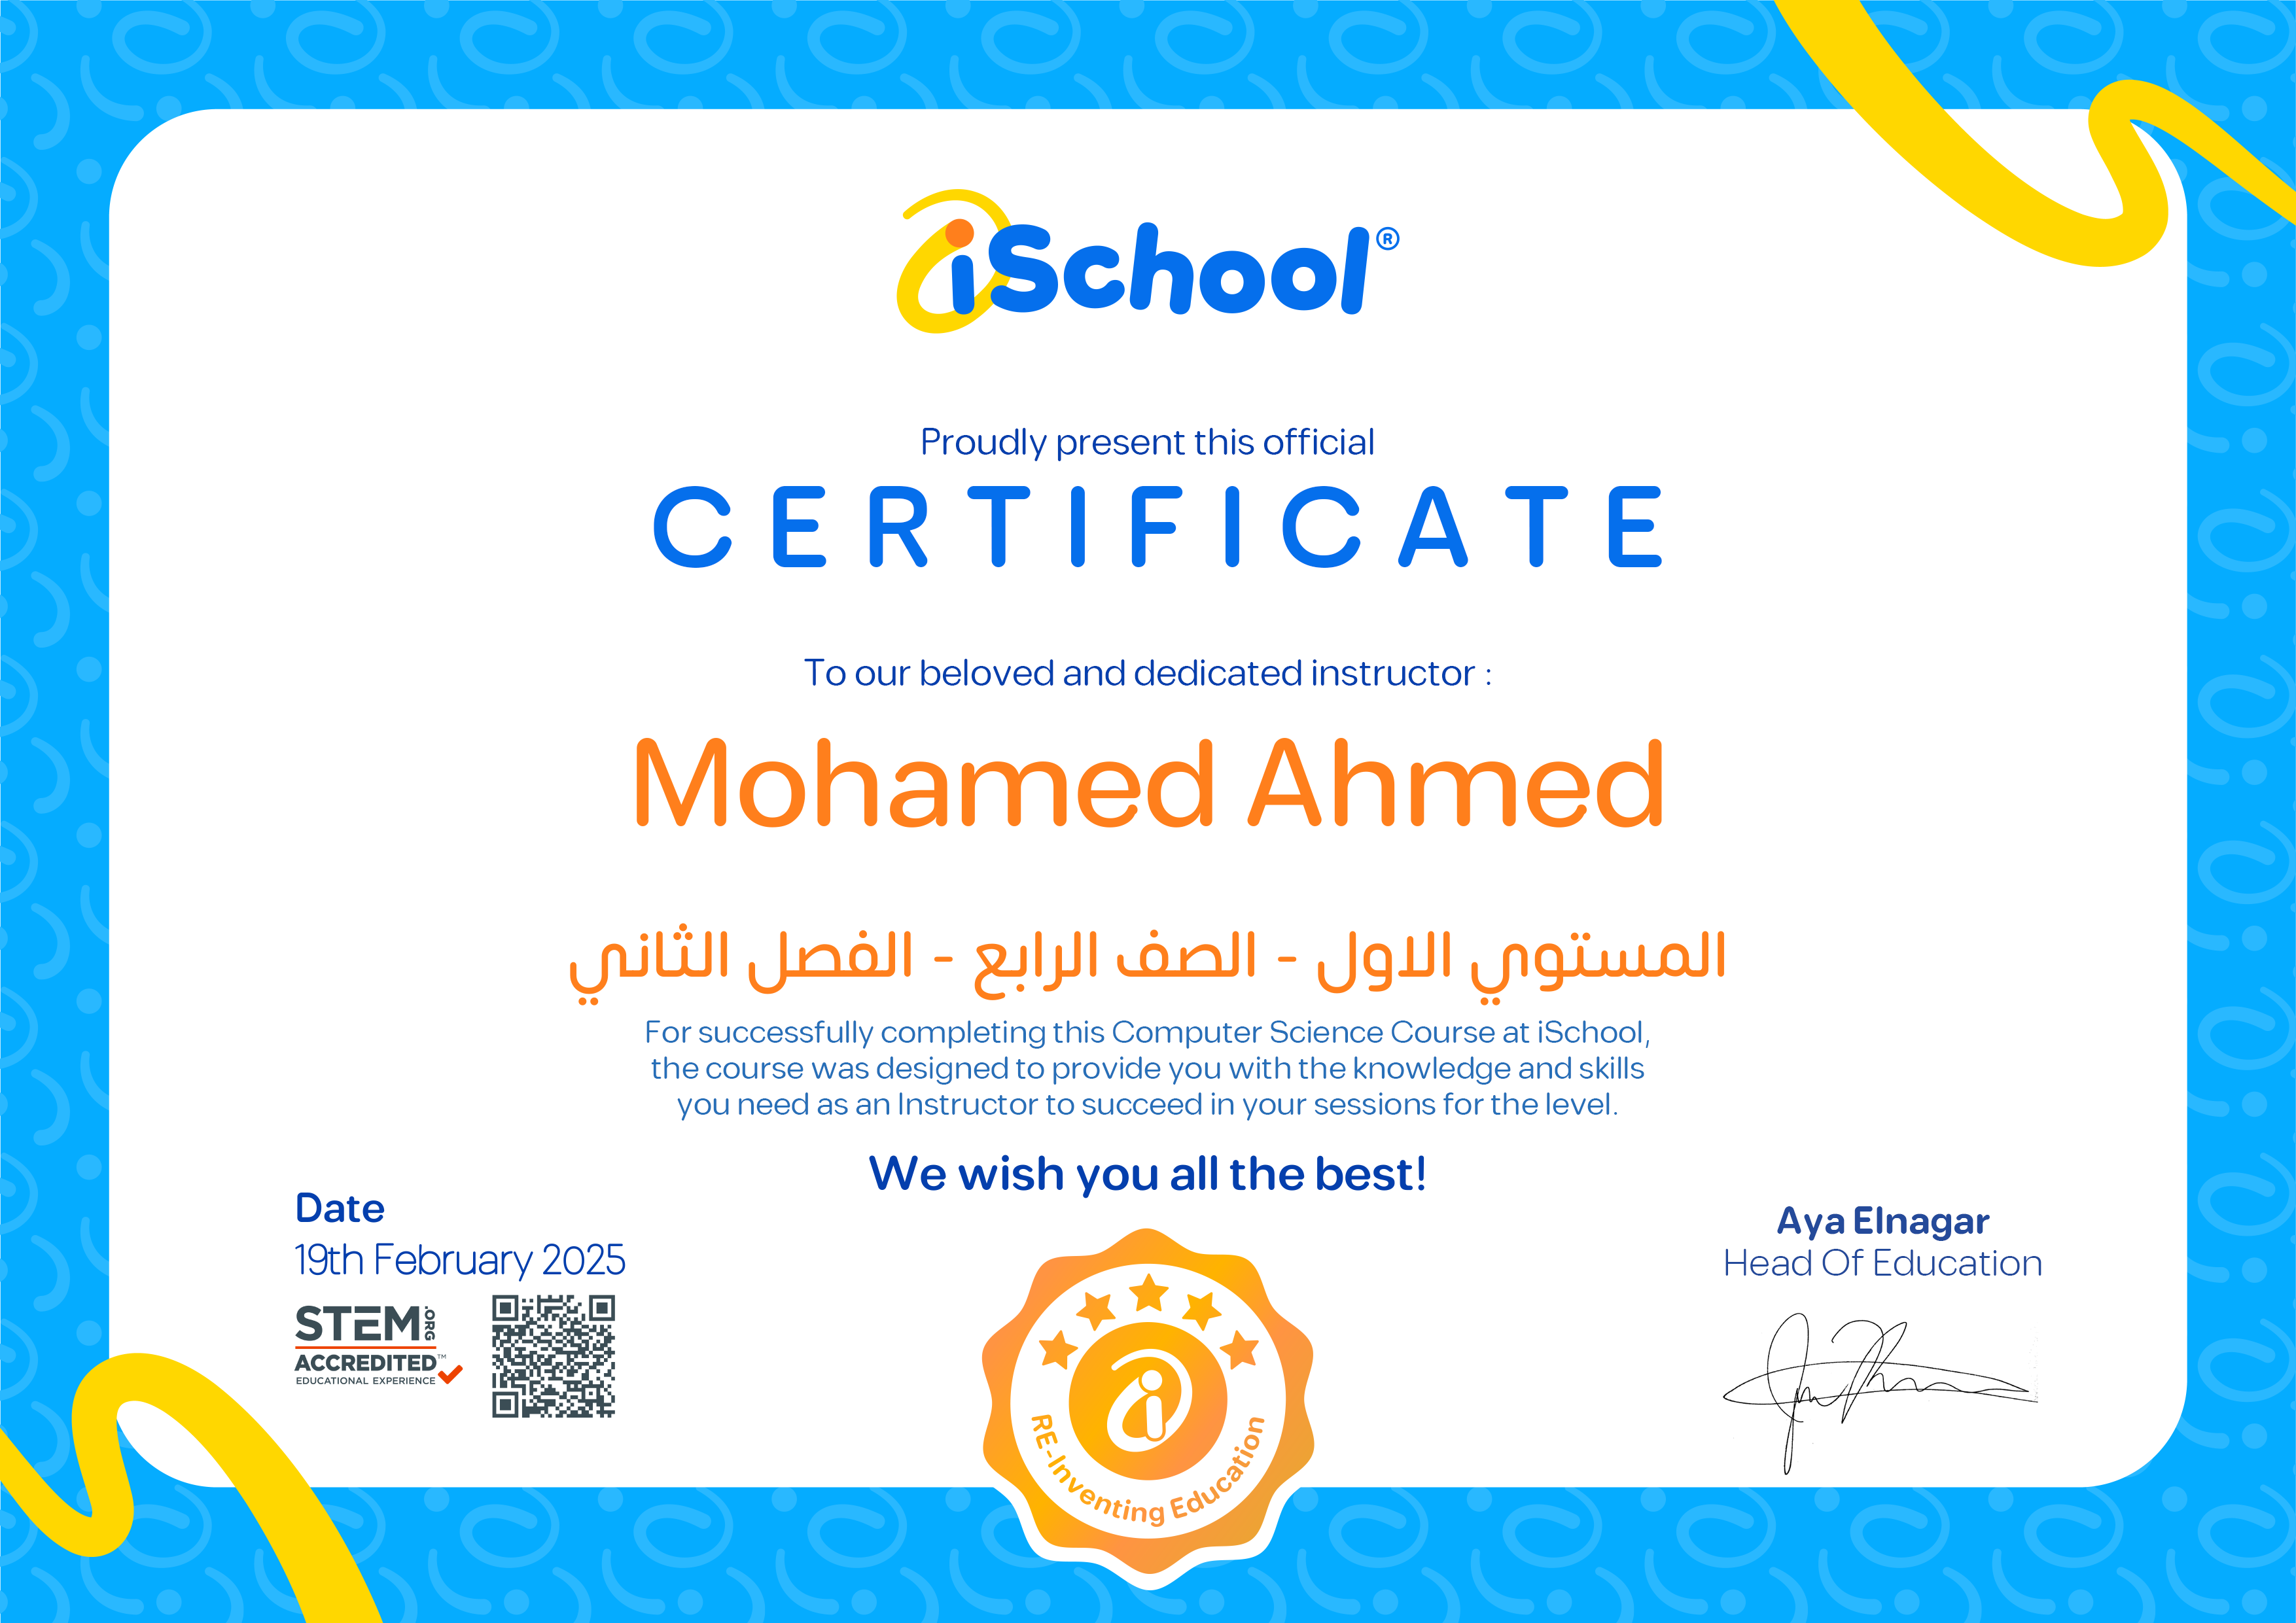 iSchool®
Proudly present this official
CERTIFICATE
To our beloved and dedicated instructor :
Mohamed Ahmed
المستوي الاول - الصف الرابع - الفصل الثاني
For successfully completing this Computer Science Course at iSchool,
the course was designed to provide you with the knowledge and skills
you need as an Instructor to succeed in your sessions for the level.
We wish you all the best!
Date
19th February 2025
STEM.ORG
ACCREDITED™
EDUCATIONAL EXPERIENCE
i
RE-Inventing Education
Aya Elnagar
Head Of Education